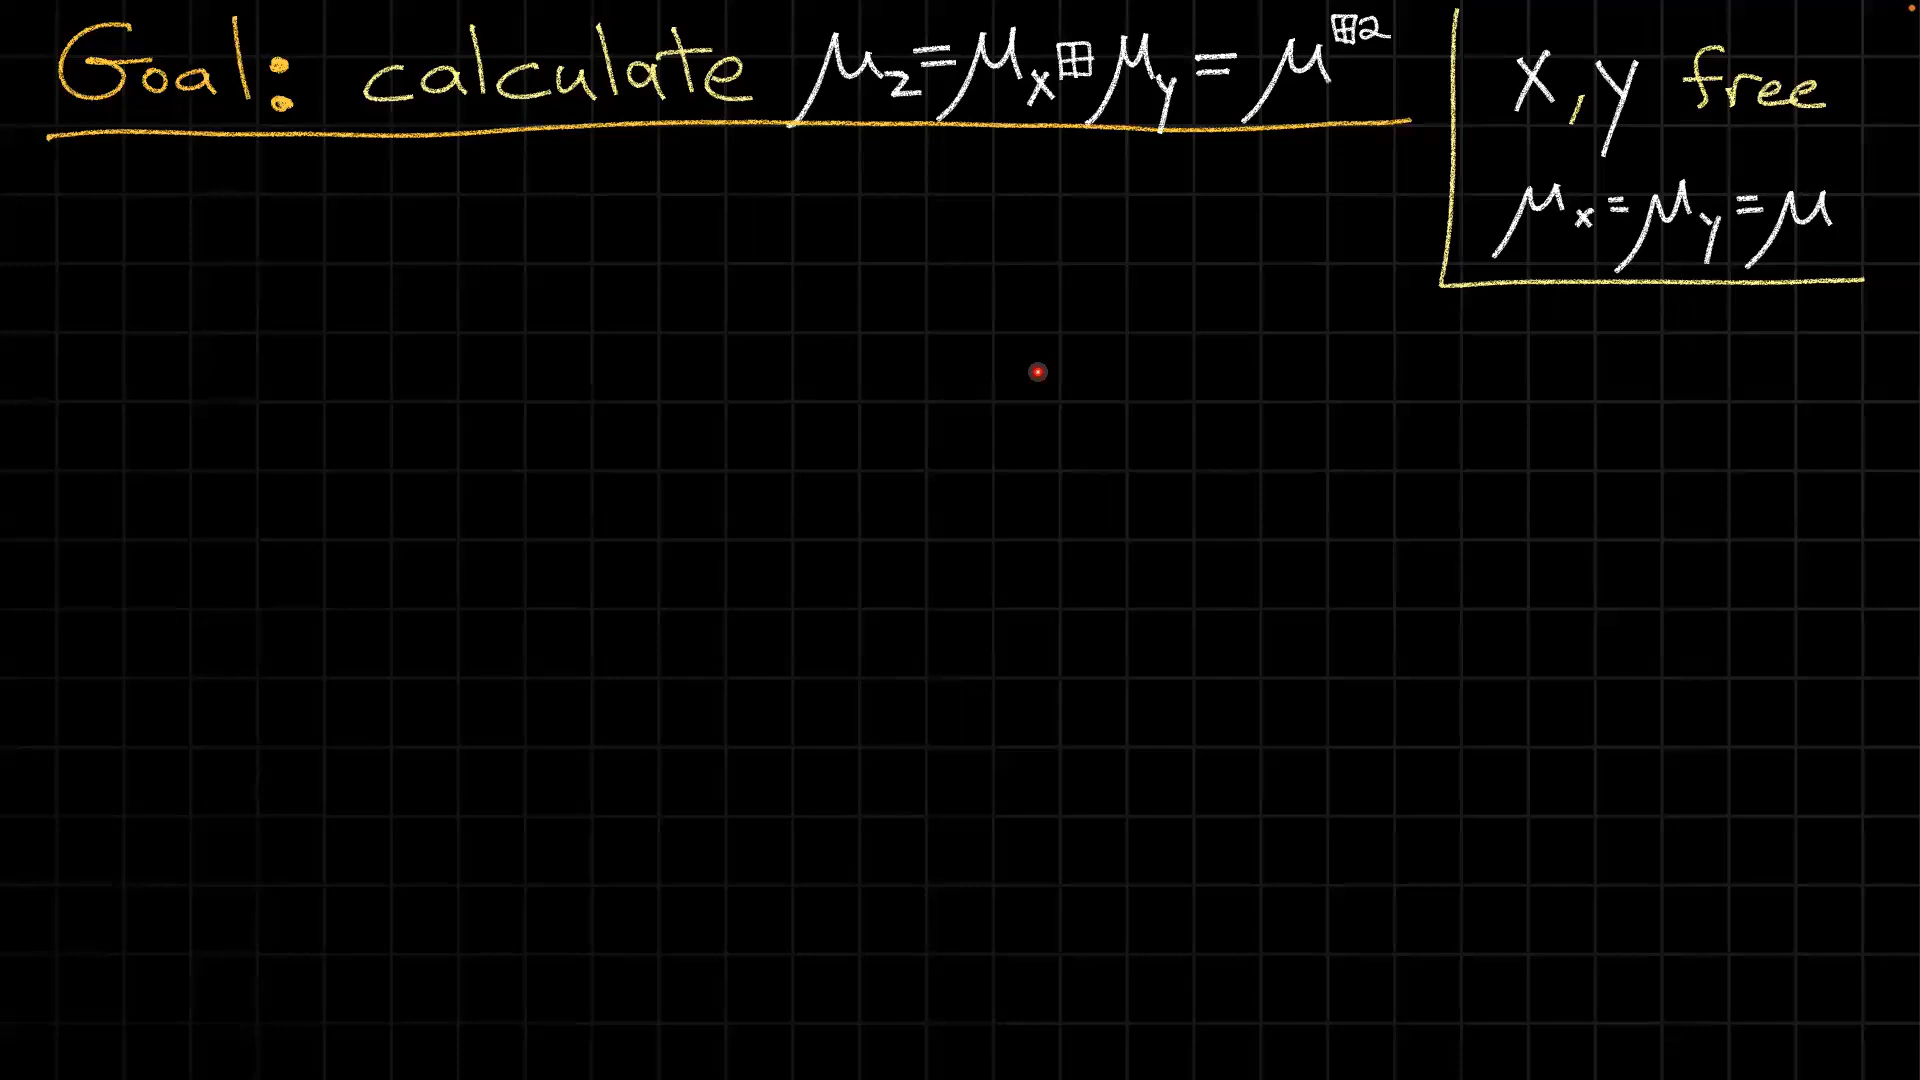 Goal: calculate μ_z = μ_x ⊞ μ_y = μ^{⊞2}
x, y free
μ_x = μ_y = μ